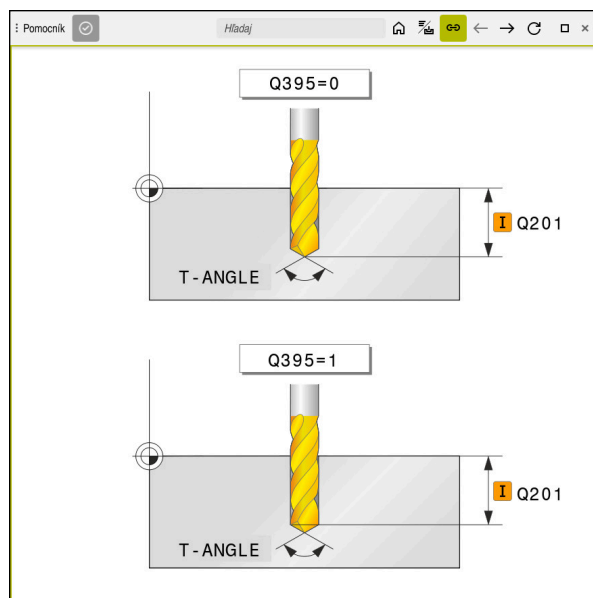 Pomocník
Hľadaj
Q395=0
I Q201
T-ANGLE
Q395=1
I Q201
T-ANGLE